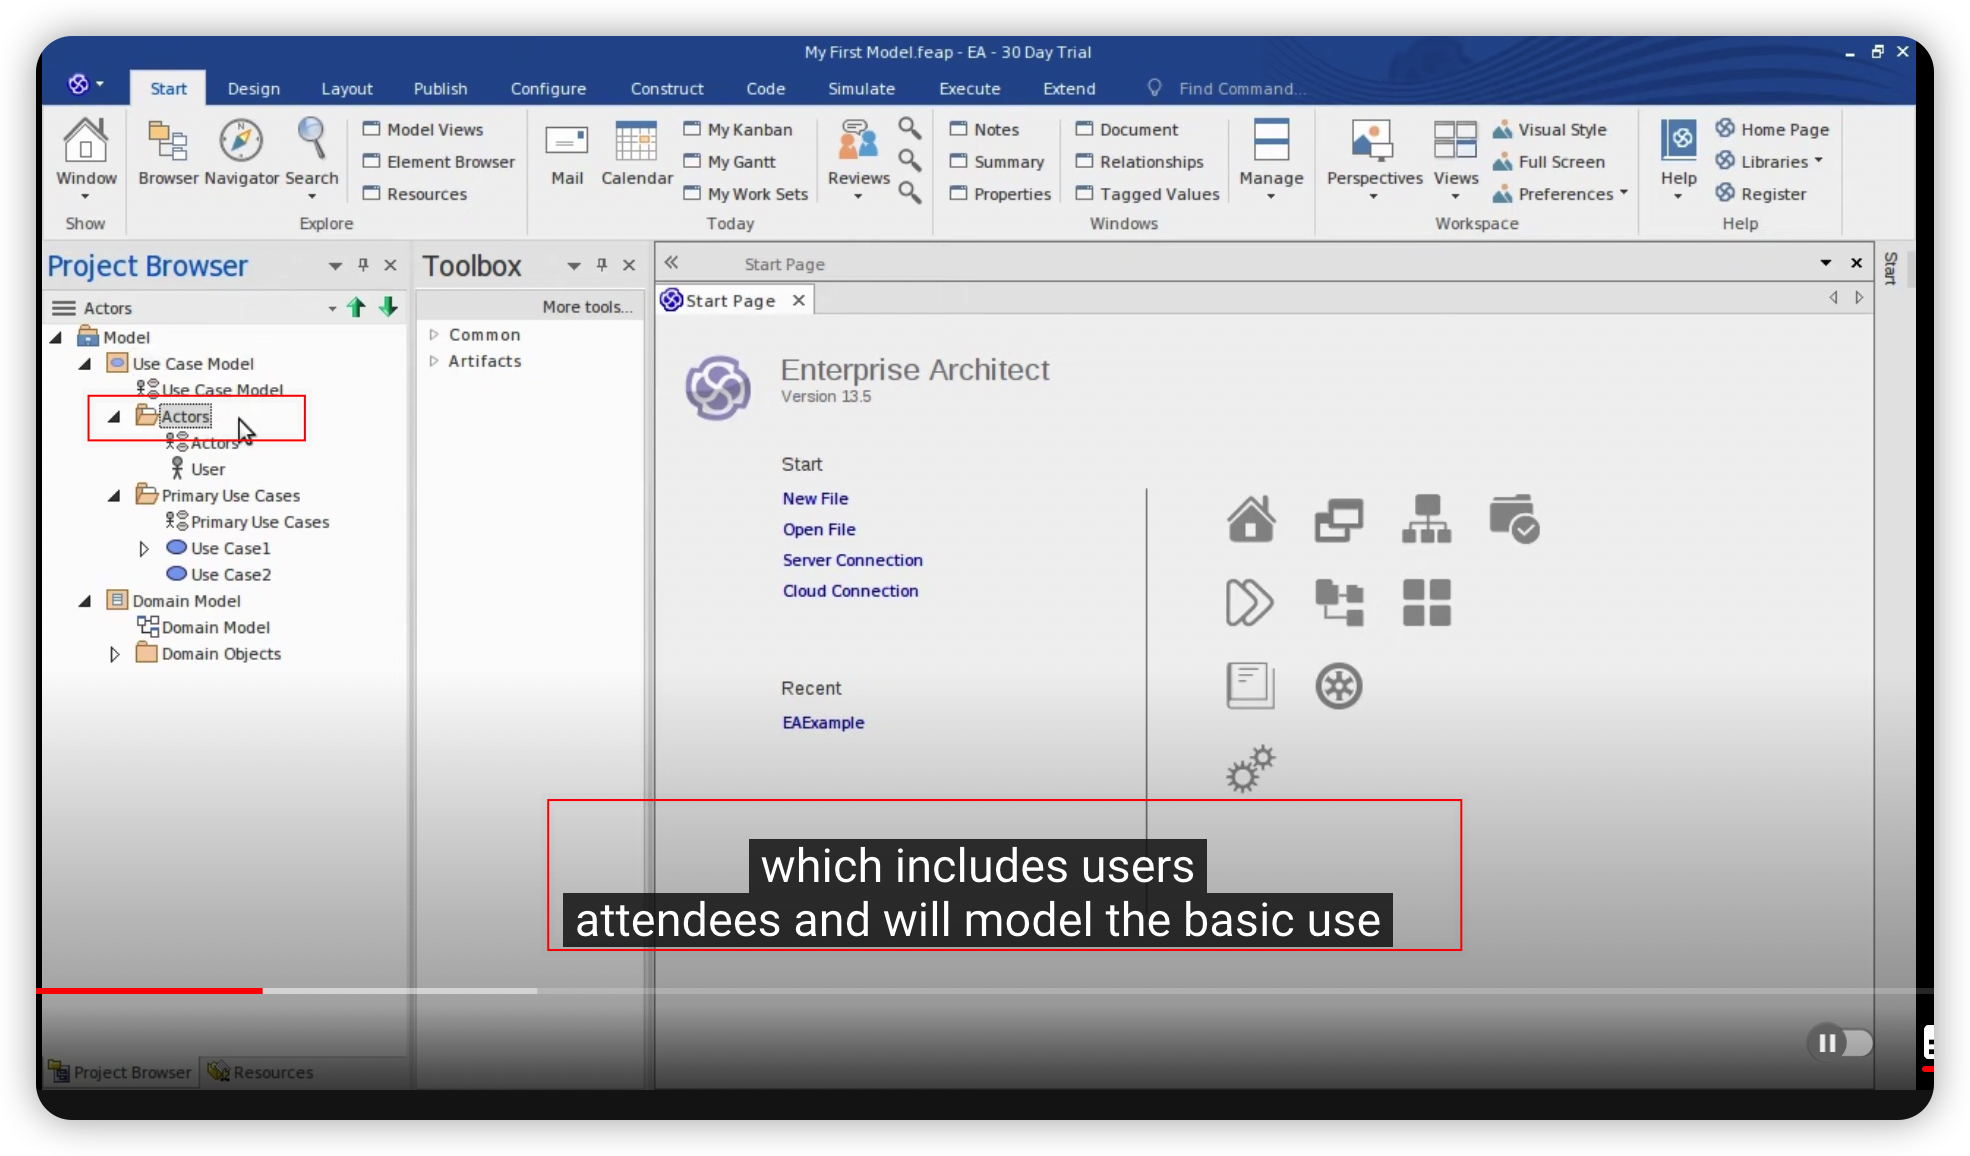 My First Model.feap - EA - 30 Day Trial
Start Design Layout Publish Configure Construct Code Simulate Execute Extend Find Command...
Window
Show
Browser Navigator Search
Model Views
Element Browser
Resources
Explore
Mail Calendar
My Kanban
My Gantt
My Work Sets
Reviews
Today
Notes
Summary
Properties
Document
Relationships
Tagged Values
Manage
Windows
Perspectives Views
Visual Style
Full Screen
Preferences
Workspace
Help
Home Page
Libraries
Register
Help
Project Browser
Actors
Model
Use Case Model
Use Case Model
Actors
Actors
User
Primary Use Cases
Primary Use Cases
Use Case1
Use Case2
Domain Model
Domain Model
Domain Objects
Project Browser Resources
Toolbox
More tools...
Common
Artifacts
Start Page
Start Page
Enterprise Architect
Version 13.5
Start
New File
Open File
Server Connection
Cloud Connection
Recent
EAExample
which includes users
attendees and will model the basic use
Start